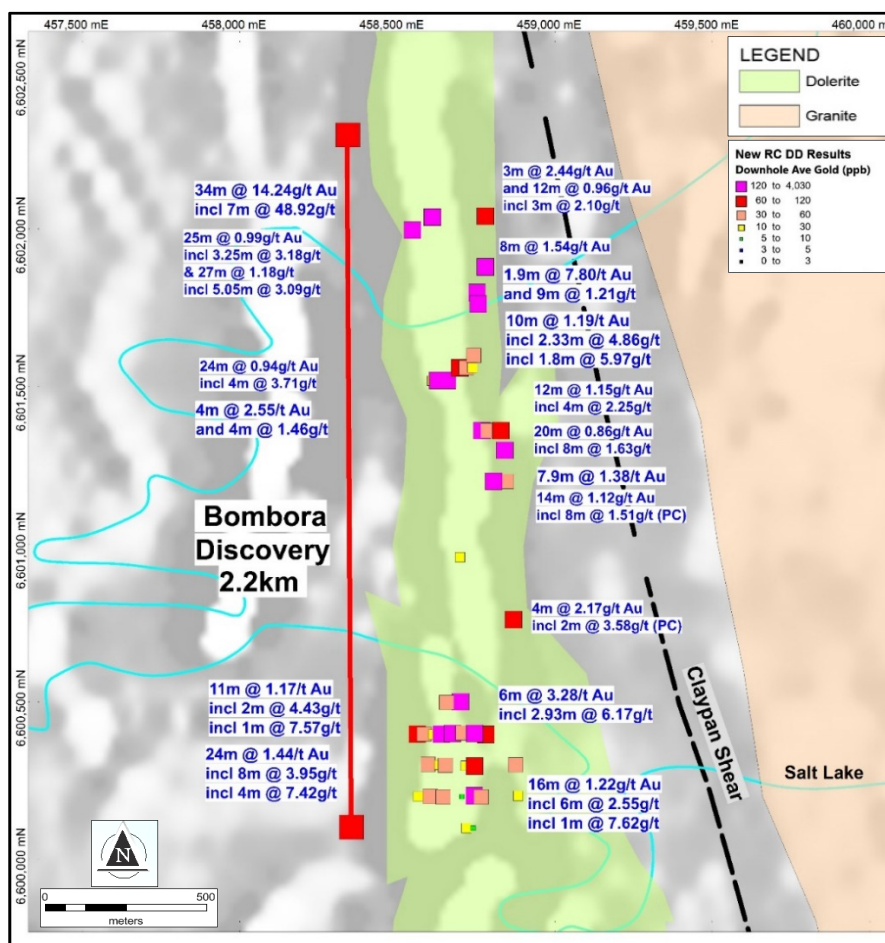 457,500 mE
458,000 mE
458,500 mE
459,000 mE
459,500 mE
460,000 mE
6,602,500 mN
6,602,000 mN
6,601,500 mN
6,601,000 mN
6,600,500 mN
6,600,000 mN
LEGEND
Dolerite
Granite
New RC DD Results
Downhole Ave Gold (ppb)
120 to 4,030
60 to 120
30 to 60
10 to 30
5 to 10
3 to 5
0 to 3
34m @ 14.24g/t Au
incl 7m @ 48.92g/t
25m @ 0.99g/t Au
incl 3.25m @ 3.18g/t
& 27m @ 1.18g/t
incl 5.05m @ 3.09g/t
24m @ 0.94g/t Au
incl 4m @ 3.71g/t
4m @ 2.55/t Au
and 4m @ 1.46g/t
3m @ 2.44g/t Au
and 12m @ 0.96g/t Au
incl 3m @ 2.10g/t
8m @ 1.54g/t Au
1.9m @ 7.80/t Au
and 9m @ 1.21g/t
10m @ 1.19/t Au
incl 2.33m @ 4.86g/t
incl 1.8m @ 5.97g/t
12m @ 1.15g/t Au
incl 4m @ 2.25g/t
20m @ 0.86g/t Au
incl 8m @ 1.63g/t
7.9m @ 1.38/t Au
14m @ 1.12g/t Au
incl 8m @ 1.51g/t (PC)
Bombora
Discovery
2.2km
4m @ 2.17g/t Au
incl 2m @ 3.58g/t (PC)
11m @ 1.17/t Au
incl 2m @ 4.43g/t
incl 1m @ 7.57g/t
24m @ 1.44/t Au
incl 8m @ 3.95g/t
incl 4m @ 7.42g/t
6m @ 3.28/t Au
incl 2.93m @ 6.17g/t
16m @ 1.22g/t Au
incl 6m @ 2.55g/t
incl 1m @ 7.62g/t
Claypan Shear
Salt Lake
N
0 500
meters